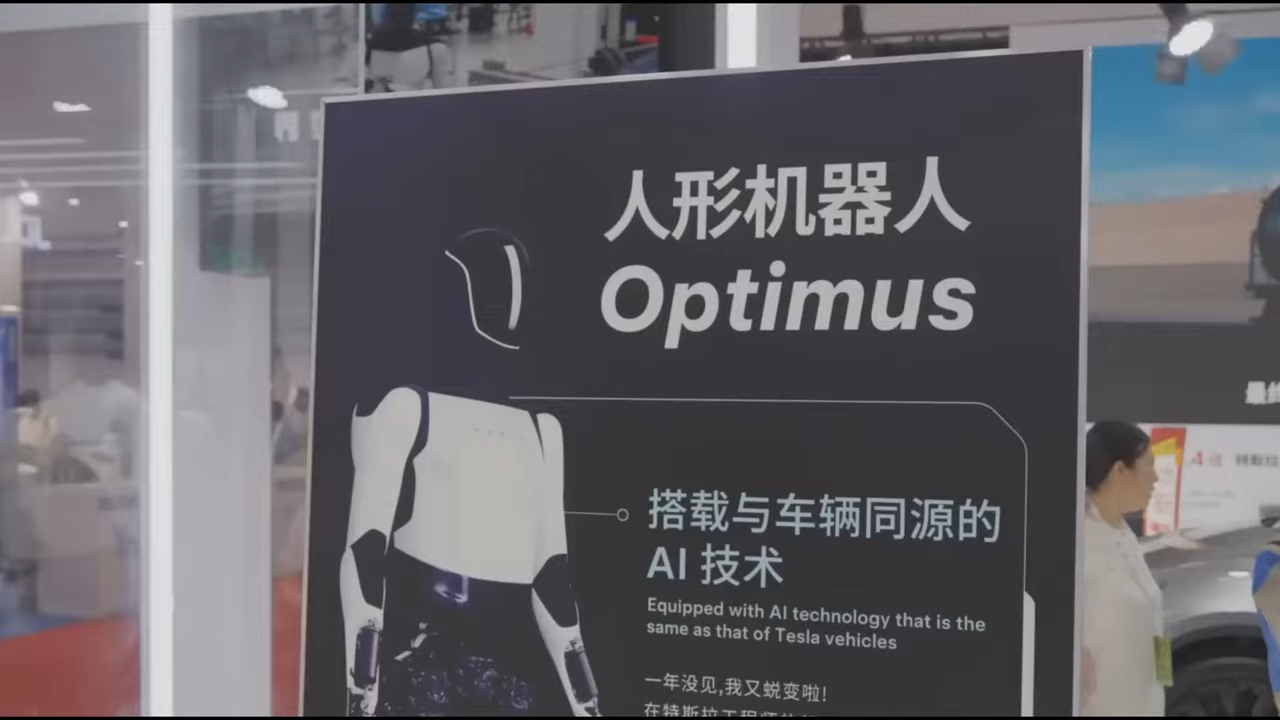 人形机器人
Optimus
搭载与车辆同源的
AI 技术
Equipped with AI technology that is the
same as that of Tesla vehicles
一年没见,我又蜕变啦!